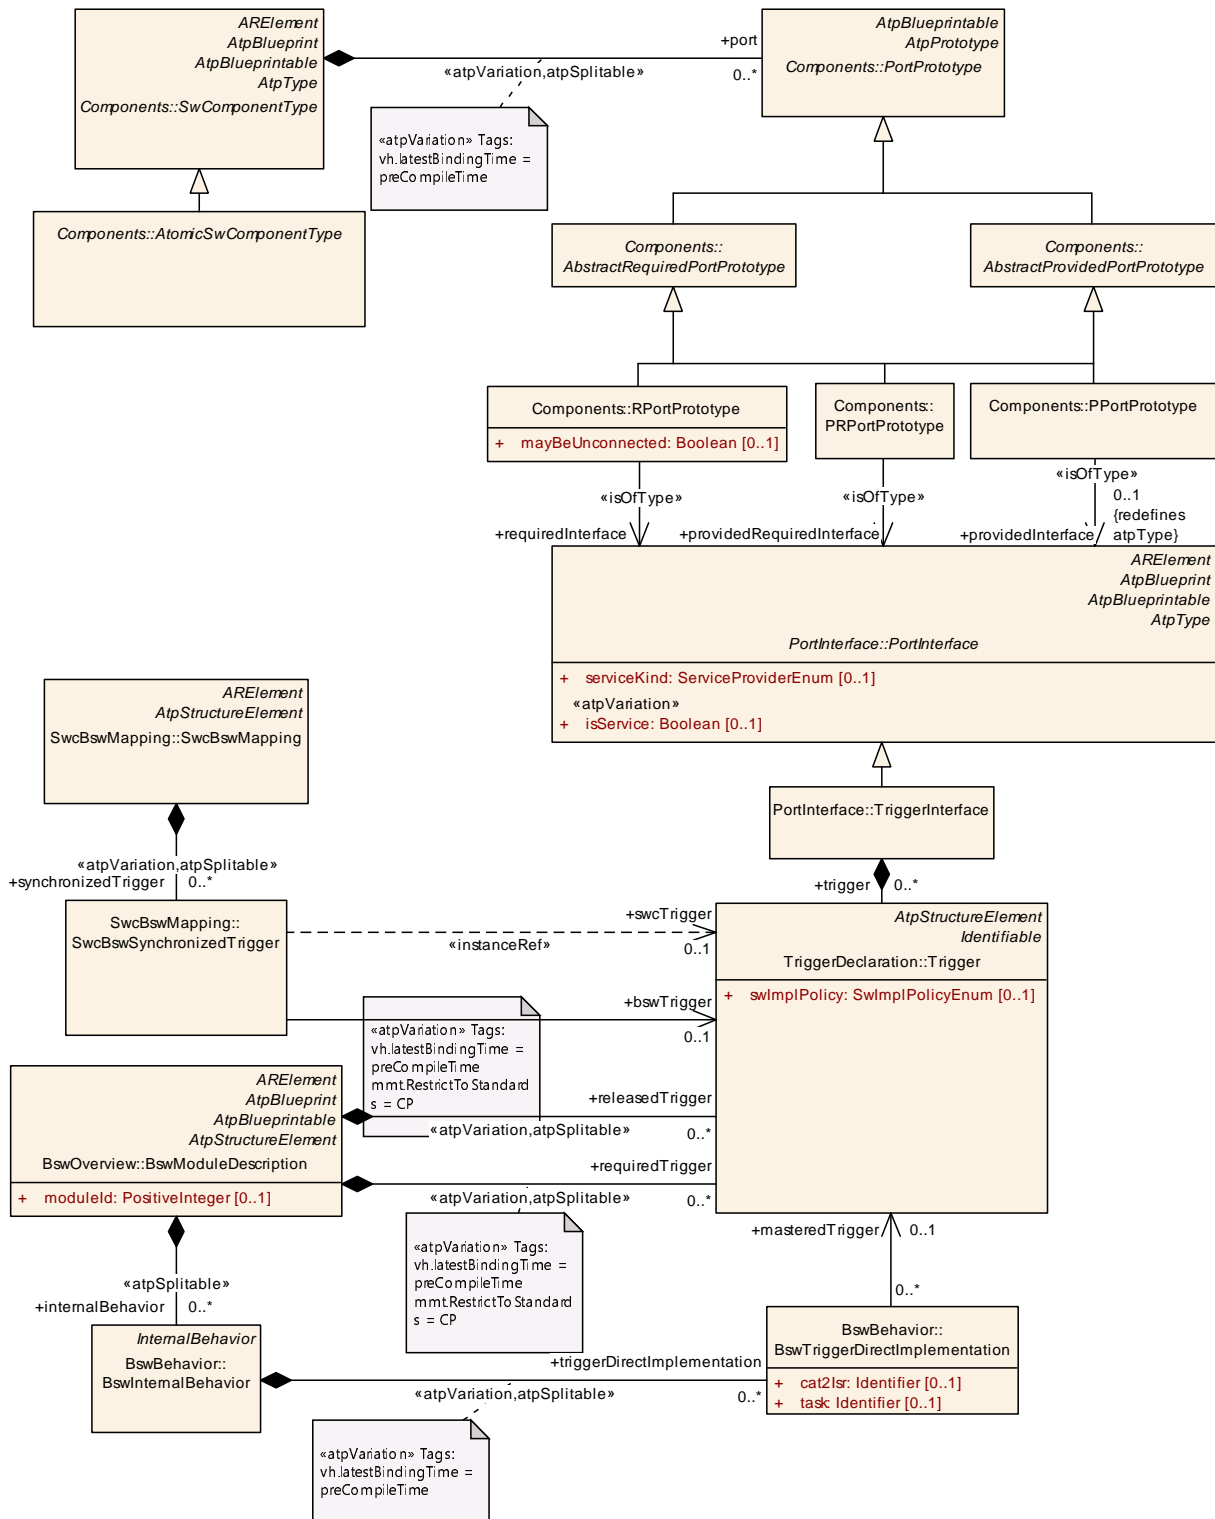 ARElement
AtpBlueprint
AtpBlueprintable
AtpType
Components::SwComponentType
+port
«atpVariation,atpSplitable»
0..*
AtpBlueprintable
AtpPrototype
Components::PortPrototype
«atpVariation» Tags:
vh.latestBindingTime =
preCompileTime
Components::AtomicSwComponentType
Components::
AbstractRequiredPortPrototype
Components::
AbstractProvidedPortPrototype
Components::RPortPrototype
+ mayBeUnconnected: Boolean [0..1]
Components::
PRPortPrototype
Components::PPortPrototype
«isOfType»
+requiredInterface
«isOfType»
+providedRequiredInterface
«isOfType»
0..1
{redefines
atpType}
+providedInterface
ARElement
AtpBlueprint
AtpBlueprintable
AtpType
PortInterface::PortInterface
+ serviceKind: ServiceProviderEnum [0..1]
«atpVariation»
+ isService: Boolean [0..1]
ARElement
AtpStructureElement
SwcBswMapping::SwcBswMapping
PortInterface::TriggerInterface
«atpVariation,atpSplitable»
+synchronizedTrigger
0..*
+trigger
0..*
SwcBswMapping::
SwcBswSynchronizedTrigger
+swcTrigger
«instanceRef»
0..1
AtpStructureElement
Identifiable
TriggerDeclaration::Trigger
+ swImplPolicy: SwImplPolicyEnum [0..1]
+bswTrigger
0..1
«atpVariation» Tags:
vh.latestBindingTime =
preCompileTime
mmt.RestrictToStandard
s = CP
ARElement
AtpBlueprint
AtpBlueprintable
AtpStructureElement
BswOverview::BswModuleDescription
+ moduleId: PositiveInteger [0..1]
+releasedTrigger
«atpVariation,atpSplitable»
0..*
+requiredTrigger
«atpVariation,atpSplitable»
0..*
«atpVariation» Tags:
vh.latestBindingTime =
preCompileTime
mmt.RestrictToStandard
s = CP
+masteredTrigger
0..1
0..*
«atpSplitable»
+internalBehavior
0..*
InternalBehavior
BswBehavior::
BswInternalBehavior
+triggerDirectImplementation
«atpVariation,atpSplitable»
0..*
BswBehavior::
BswTriggerDirectImplementation
+ cat2Isr: Identifier [0..1]
+ task: Identifier [0..1]
«atpVariation» Tags:
vh.latestBindingTime =
preCompileTime